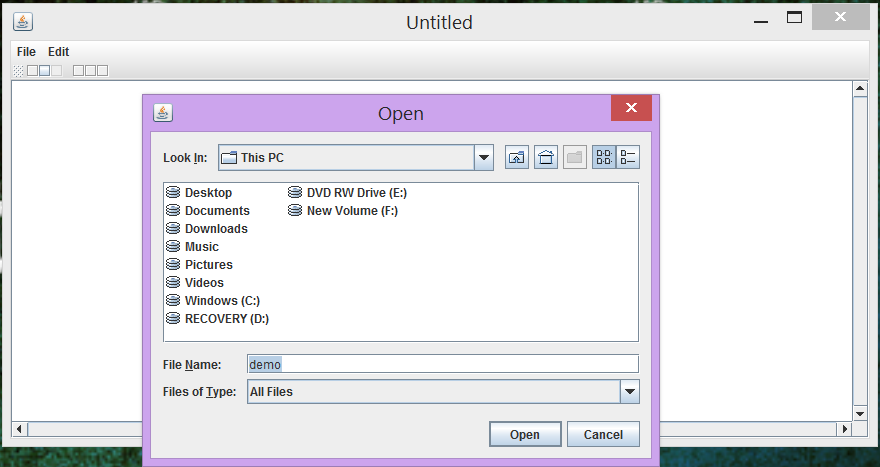 Untitled
File Edit
Open
Look In: This PC
Desktop DVD RW Drive (E:)
Documents New Volume (F:)
Downloads
Music
Pictures
Videos
Windows (C:)
RECOVERY (D:)
File Name: demo
Files of Type: All Files
Open Cancel